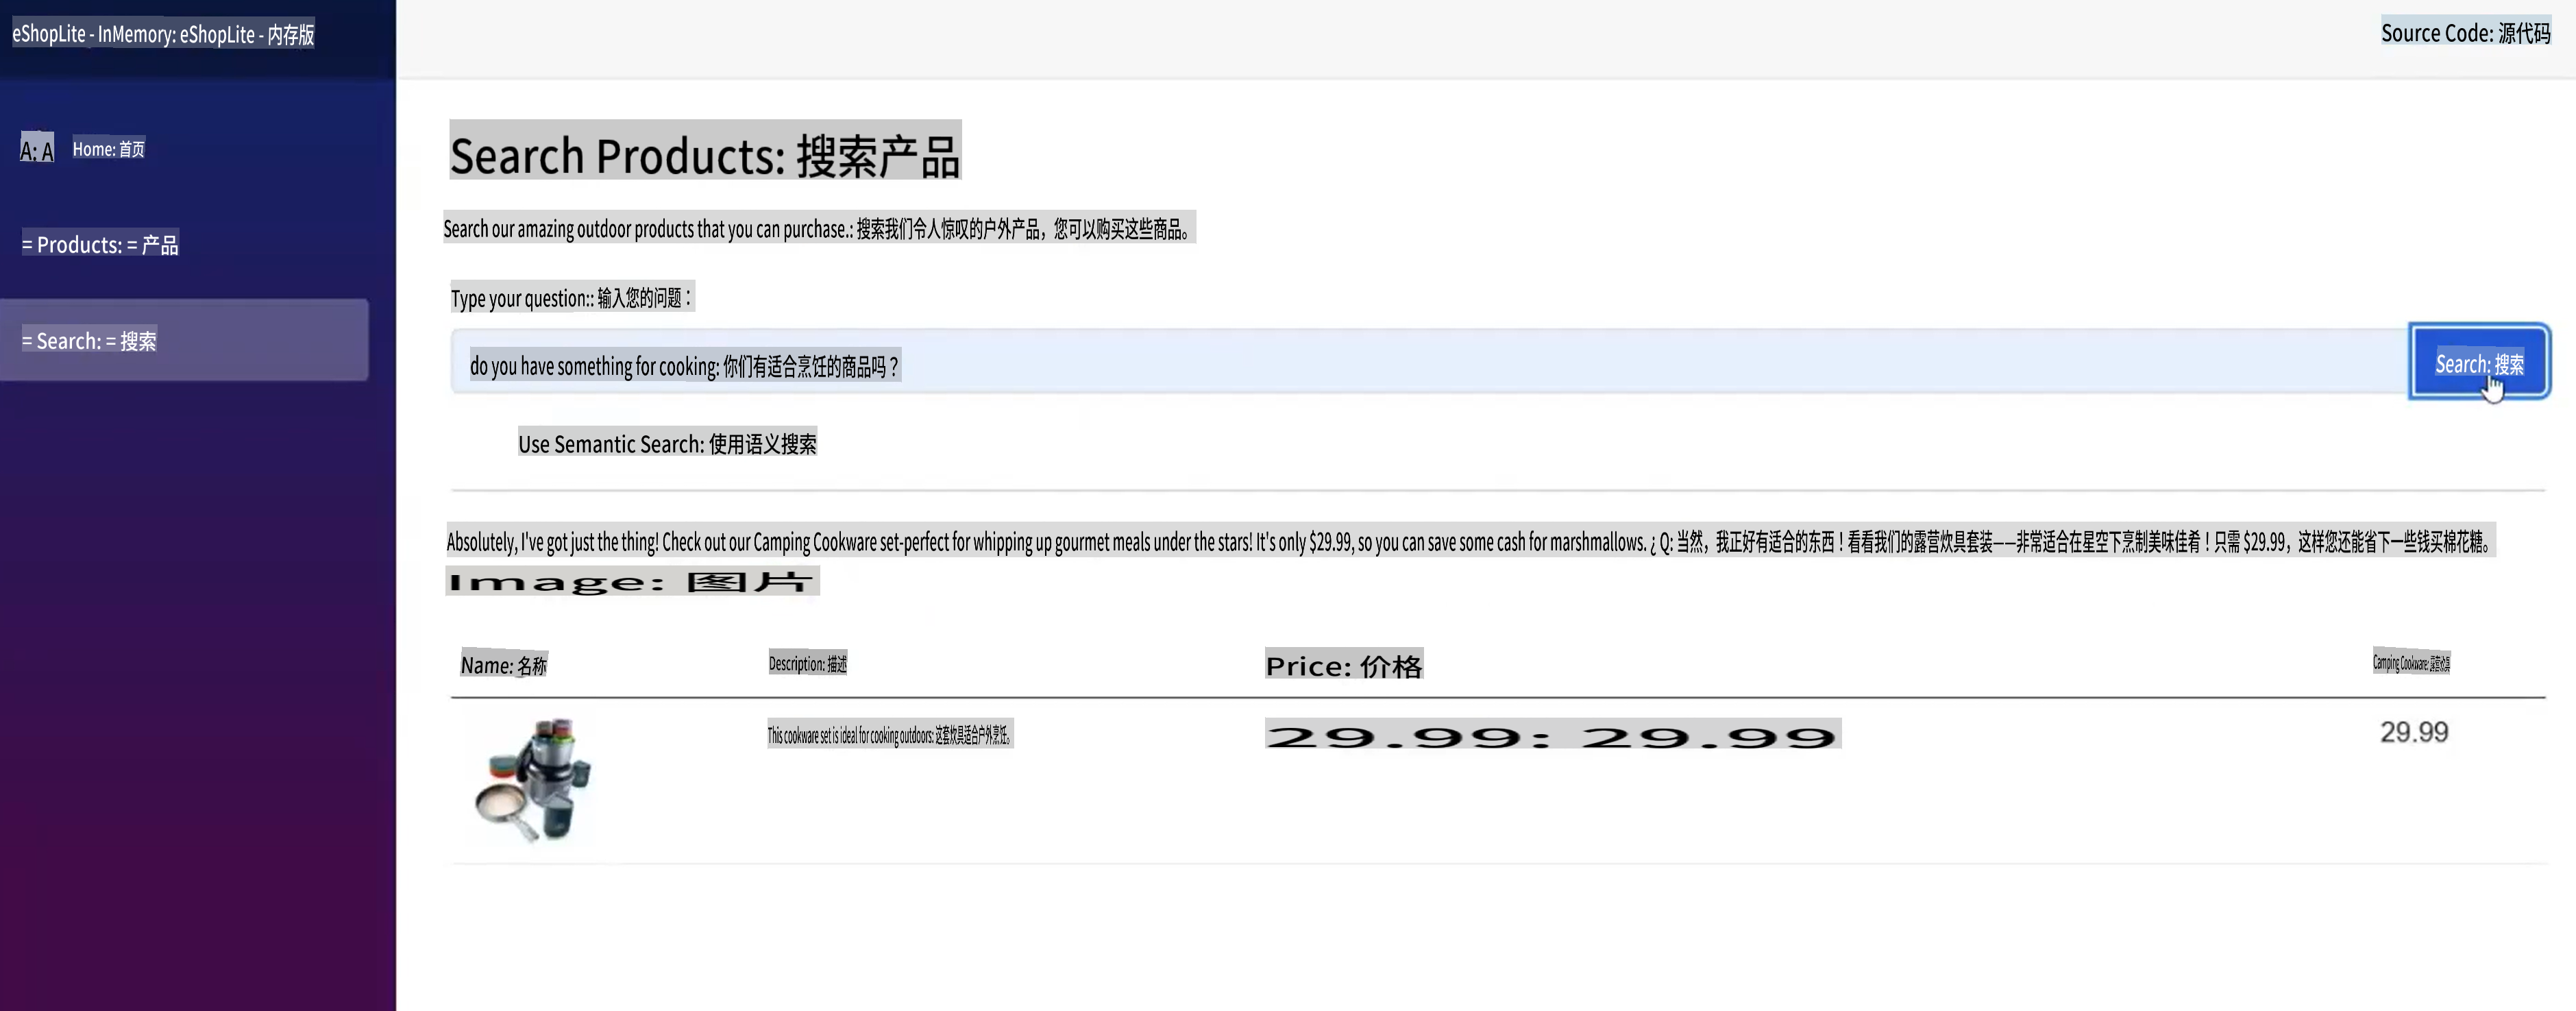 eShopLite - InMemory: eShopLite - 内存版
Source Code: 源代码
A: A
Home: 首页
= Products: = 产品
= Search: = 搜索
Search Products: 搜索产品
Search our amazing outdoor products that you can purchase.: 搜索我们令人惊叹的户外产品，您可以购买这些商品。
Type your question:: 输入您的问题：
do you have something for cooking: 你们有适合烹饪的商品吗？
Search: 搜索
Use Semantic Search: 使用语义搜索
Absolutely, I've got just the thing! Check out our Camping Cookware set-perfect for whipping up gourmet meals under the stars! It's only $29.99, so you can save some cash for marshmallows. ¿ Q: 当然，我正好有适合的东西！看看我们的露营炊具套装——非常适合在星空下烹制美味佳肴！只需 $29.99，这样您还能省下一些钱买棉花糖。
Image: 图片
Name: 名称
Description: 描述
Price: 价格
Camping Cookware: 露营炊具
This cookware set is ideal for cooking outdoors: 这套炊具适合户外烹饪。
29.99: 29.99
29.99